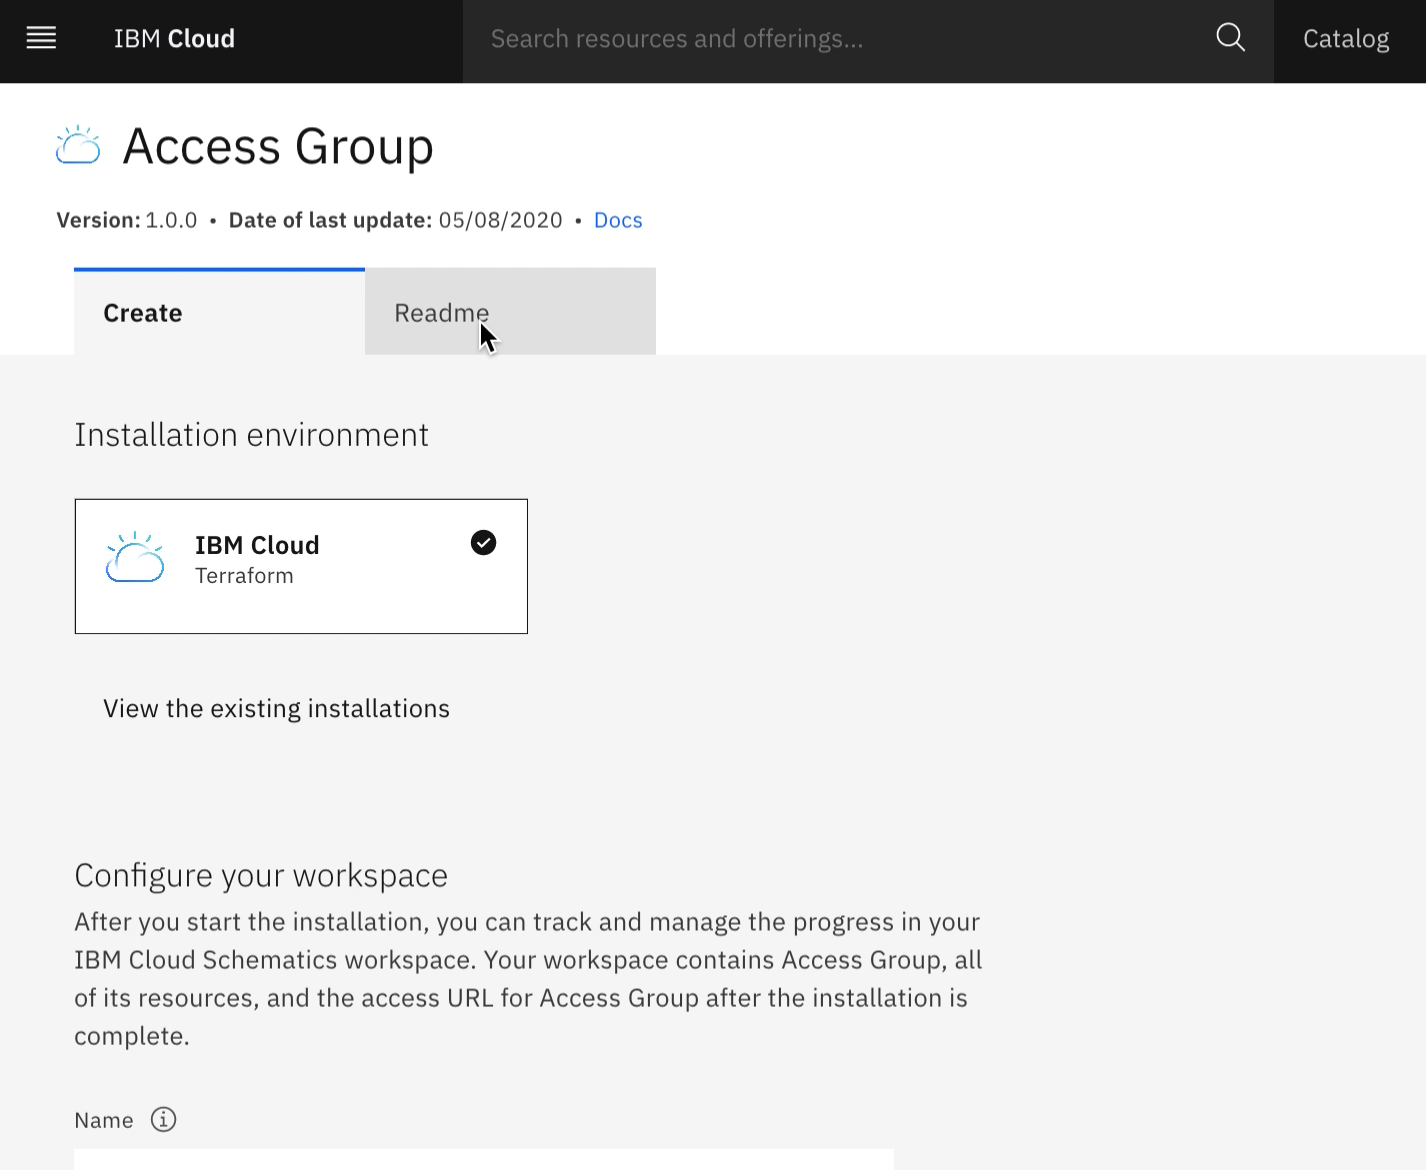 IBM Cloud
Search resources and offerings...
Catalog
Access Group
Version: 1.0.0 • Date of last update: 05/08/2020 • Docs
Create
Readme
Installation environment
IBM Cloud
Terraform
View the existing installations
Configure your workspace
After you start the installation, you can track and manage the progress in your
IBM Cloud Schematics workspace. Your workspace contains Access Group, all
of its resources, and the access URL for Access Group after the installation is
complete.
Name